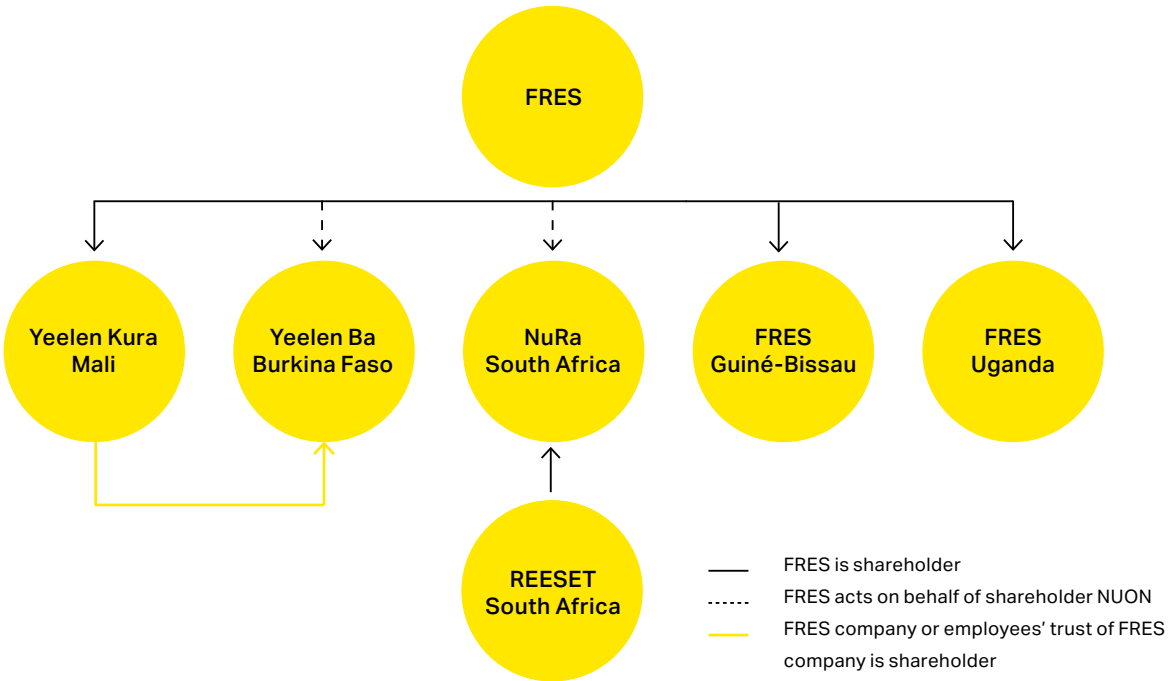 FRES
Yeelen Kura
Mali
Yeelen Ba
Burkina Faso
NuRa
South Africa
FRES
Guiné-Bissau
FRES
Uganda
REESET
South Africa
FRES is shareholder
FRES acts on behalf of shareholder NUON
FRES company or employees’ trust of FRES
company is shareholder